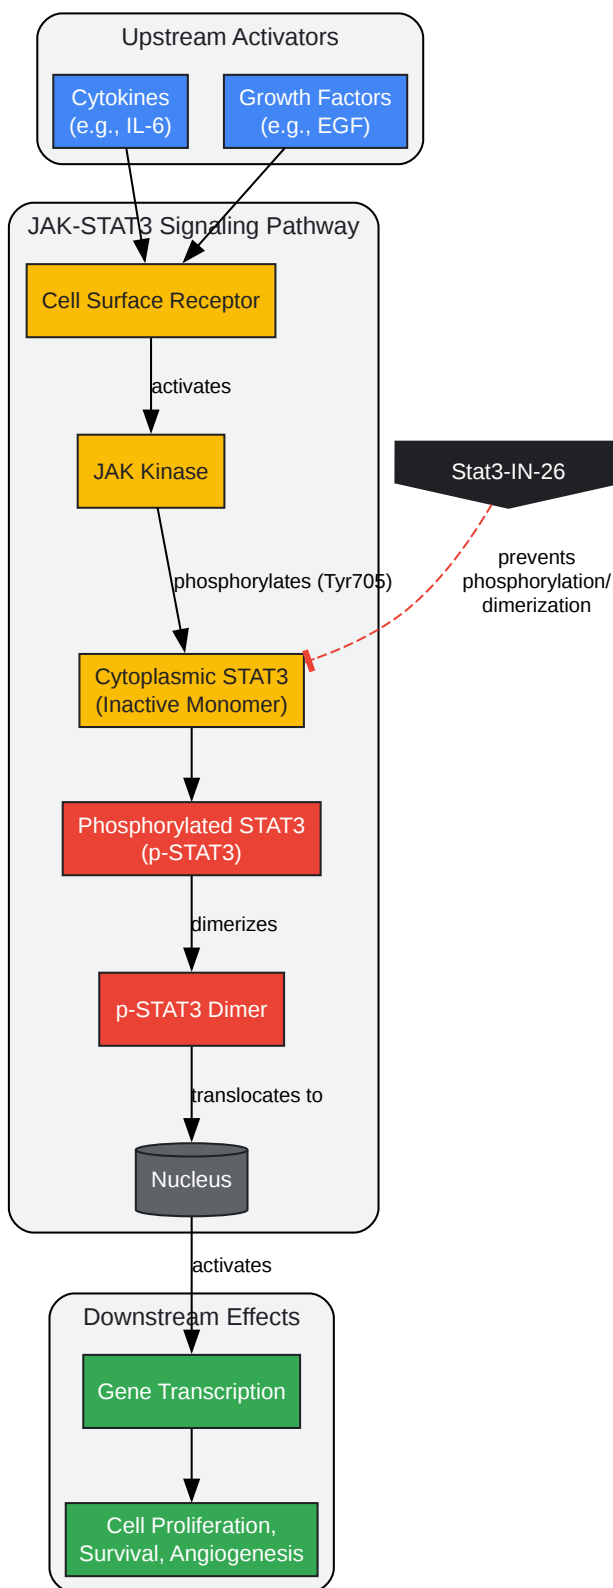 Upstream Activators
Cytokines
(e.g., IL-6)
Growth Factors
(e.g., EGF)
JAK-STAT3 Signaling Pathway
Cell Surface Receptor
activates
JAK Kinase
Stat3-IN-26
phosphorylates (Tyr705)
prevents
phosphorylation/
dimerization
Cytoplasmic STAT3
(Inactive Monomer)
Phosphorylated STAT3
(p-STAT3)
dimerizes
p-STAT3 Dimer
translocates to
Nucleus
activates
Downstream Effects
Gene Transcription
Cell Proliferation,
Survival, Angiogenesis